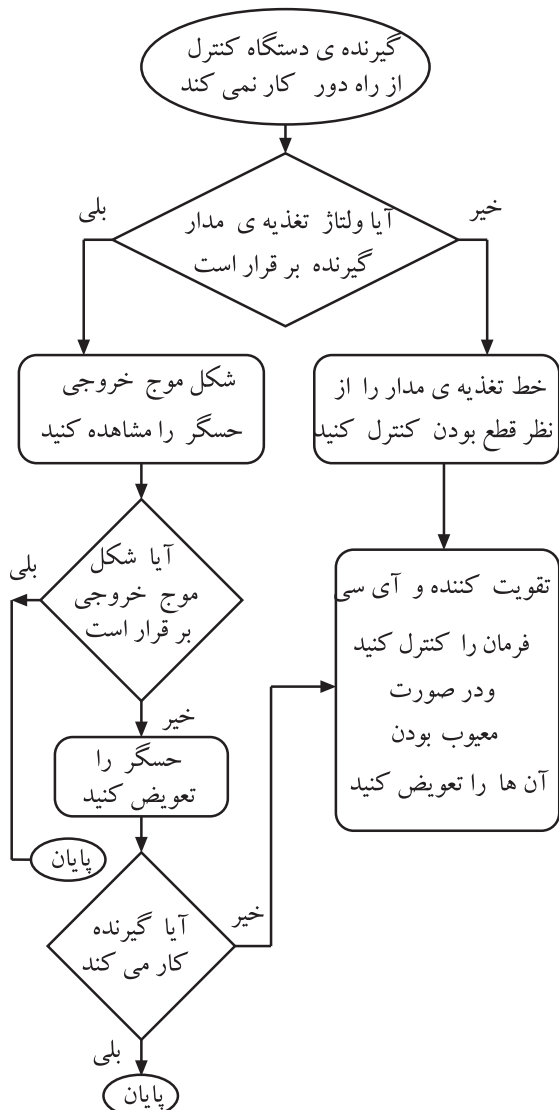 گیرنده ی دستگاه کنترل
از راه دور کار نمی کند
آیا ولتاژ تغذیه ی مدار
گیرنده بر قرار است
خیر
بلی
خط تغذیه ی مدار را از
نظر قطع بودن کنترل کنید
شکل موج خروجی
حسگر را مشاهده کنید
تقویت کننده و آی سی
فرمان را کنترل کنید
ودر صورت
معیوب بودن
آن ها را تعویض کنید
آیا شکل
موج خروجی
بر قرار است
بلی
خیر
حسگر را
تعویض کنید
پایان
آیا گیرنده
کار می کند
خیر
بلی
پایان